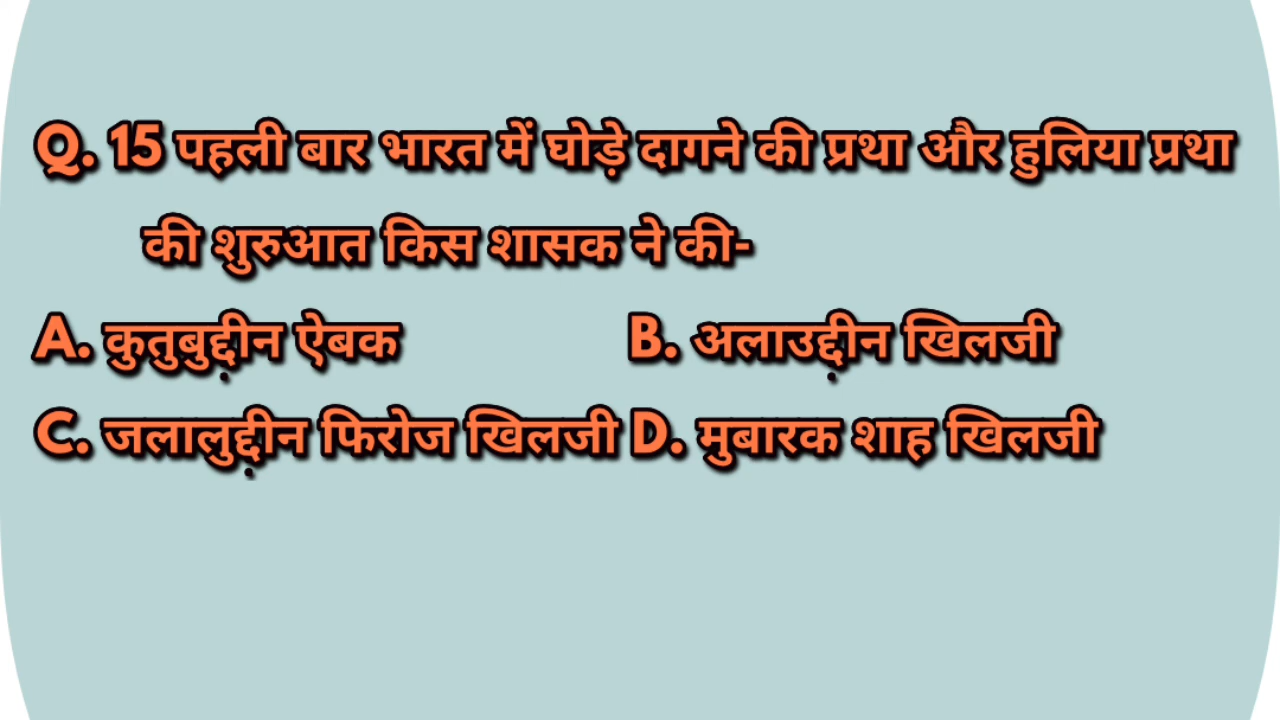 Q. 15 पहली बार भारत में घोड़े दागने की प्रथा और हुलिया प्रथा
की शुरुआत किस शासक ने की-
A. कुतुबुद्दीन ऐबक B. अलाउद्दीन खिलजी
C. जलालुद्दीन फिरोज खिलजी D. मुबारक शाह खिलजी